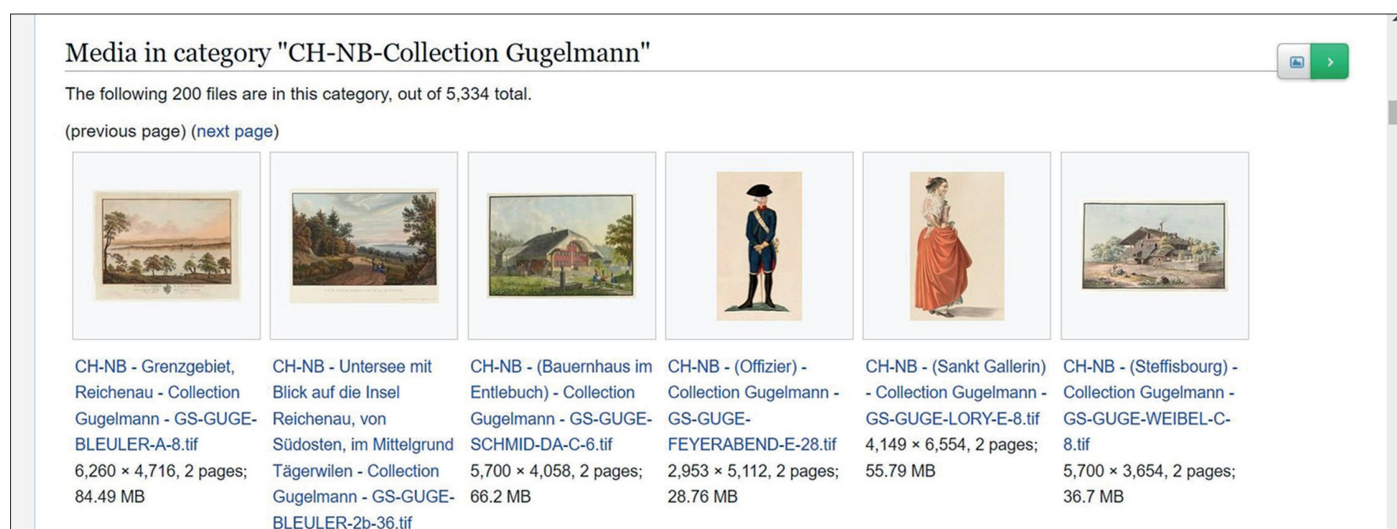 Media in category "CH-NB-Collection Gugelmann"
The following 200 files are in this category, out of 5,334 total.
(previous page) (next page)
CH-NB - Grenzgebiet,
Reichenau - Collection
Gugelmann - GS-GUGE-
BLEULER-A-8.tif
6,260 × 4,716, 2 pages;
84.49 MB
CH-NB - Untersee mit
Blick auf die Insel
Reichenau, von
Südosten, im Mittelgrund
Tägerwilen - Collection
Gugelmann - GS-GUGE-
BLEULER-2b-36.tif
CH-NB - (Bauernhaus im
Entlebuch) - Collection
Gugelmann - GS-GUGE-
SCHMID-DA-C-6.tif
5,700 × 4,058, 2 pages;
66.2 MB
CH-NB - (Offizier) -
Collection Gugelmann -
GS-GUGE-
FEYERABEND-E-28.tif
2,953 × 5,112, 2 pages;
28.76 MB
CH-NB - (Sankt Gallerin)
- Collection Gugelmann -
GS-GUGE-LORY-E-8.tif
4,149 × 6,554, 2 pages;
55.79 MB
CH-NB - (Steffisbourg) -
Collection Gugelmann -
GS-GUGE-WEIBEL-C-
8.tif
5,700 × 3,654, 2 pages;
36.7 MB